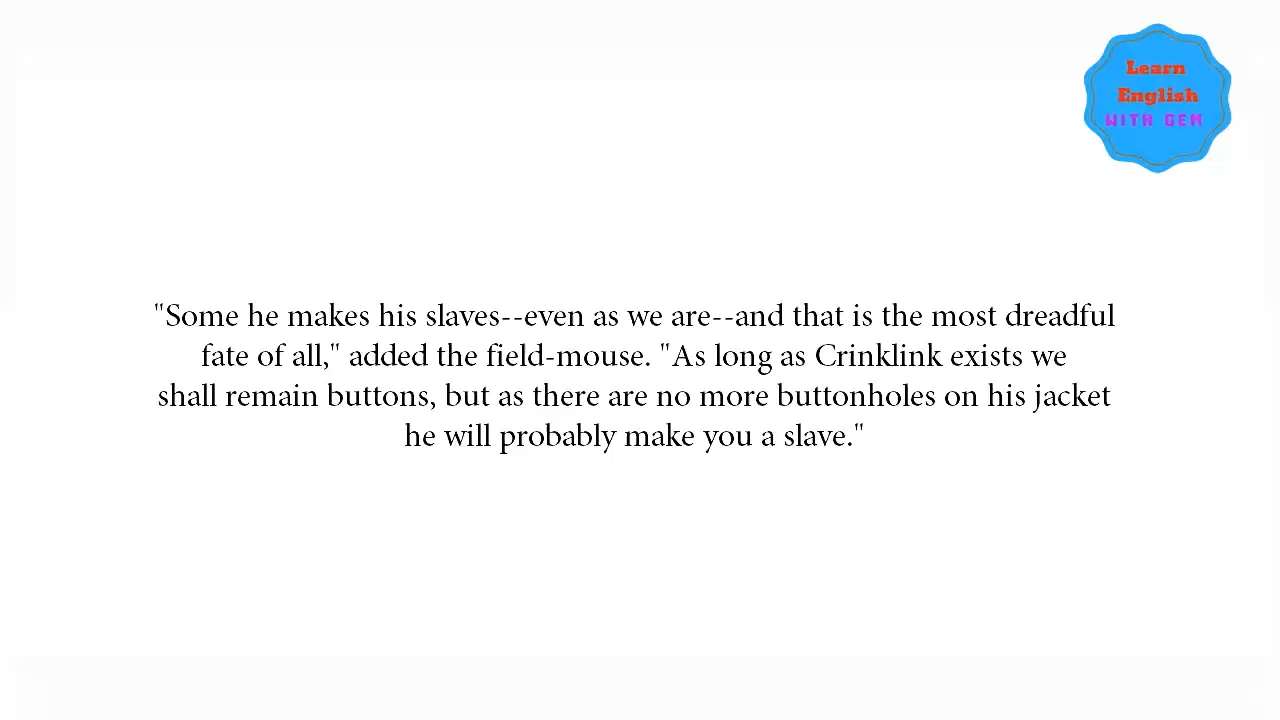 Learn
English
WITH GEM
"Some he makes his slaves--even as we are--and that is the most dreadful
fate of all," added the field-mouse. "As long as Crinklink exists we
shall remain buttons, but as there are no more buttonholes on his jacket
he will probably make you a slave."